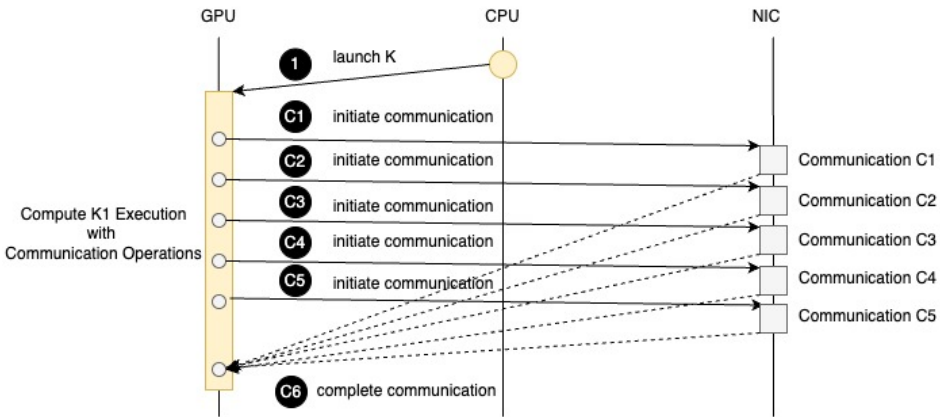 GPU
CPU
NIC
1 launch K
C1 initiate communication
C2 initiate communication
Communication C1
Communication C2
C3 initiate communication
Compute K1 Execution
with
Communication Operations
C4 initiate communication
Communication C3
C5 initiate communication
Communication C4
Communication C5
C6 complete communication